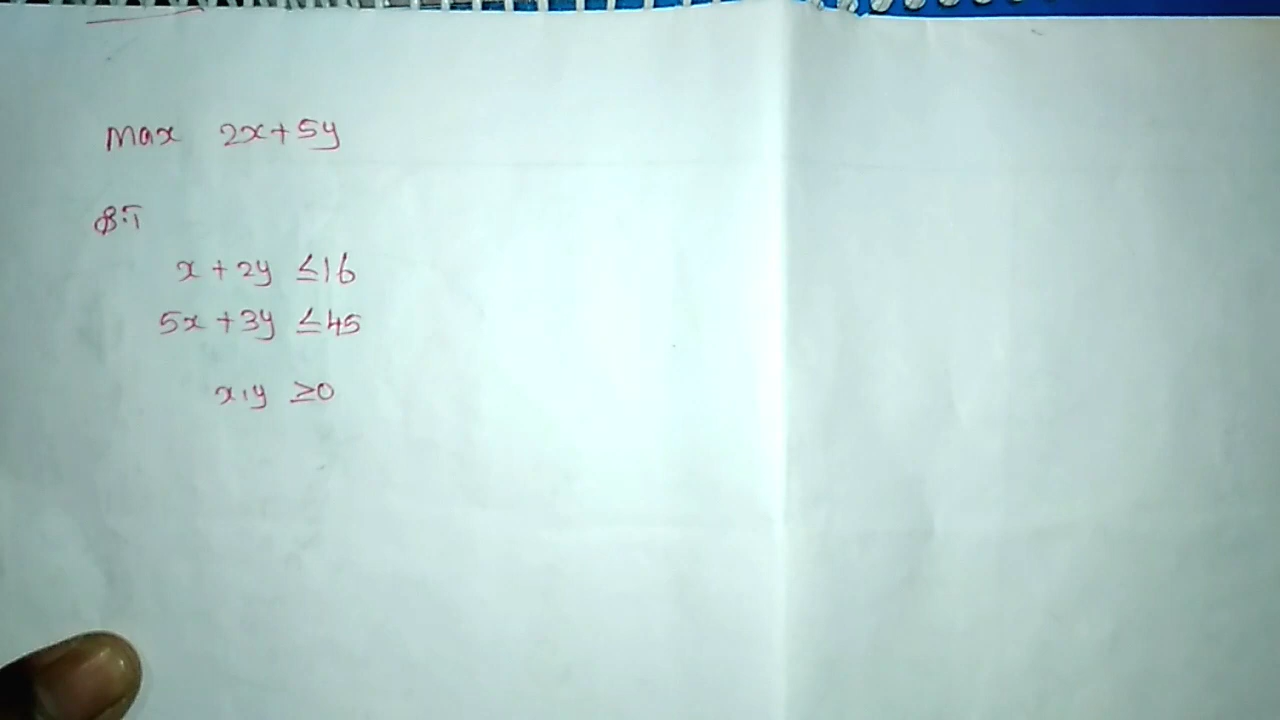 Max 2x+5y
S.T
x + 2y ≤16
5x + 3y ≤45
x,y ≥0